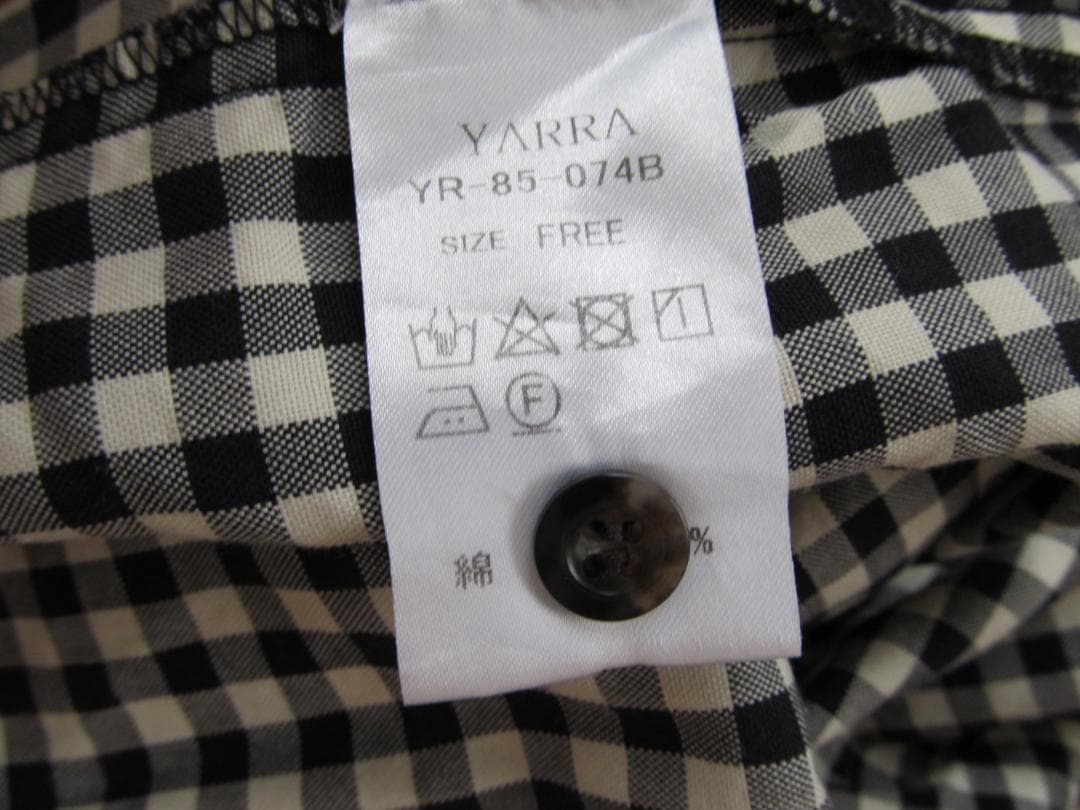 YARRA
YR-85-074B
SIZE FREE
F
綿 %